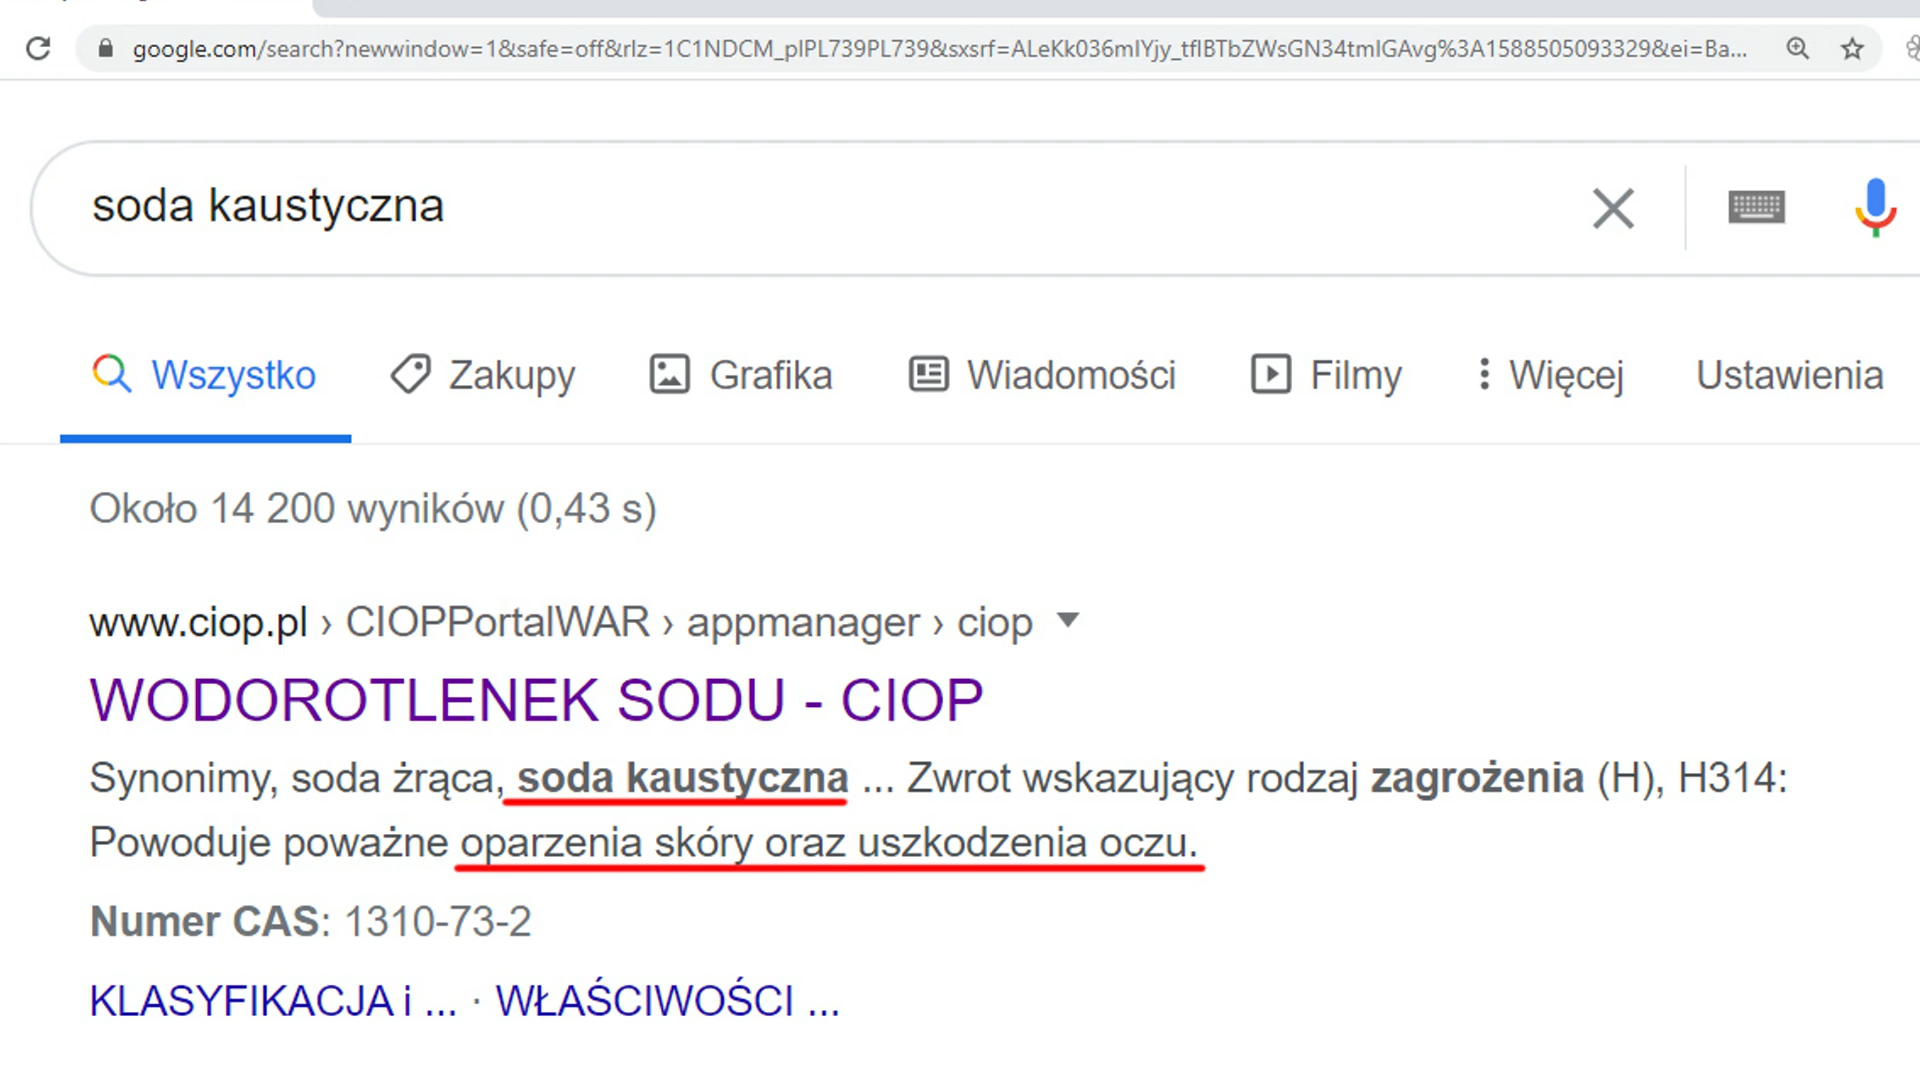 google.com/search?newwindow=1&safe=off&rlz=1C1NDCM_plPL739PL739&sxsrf=ALeKk036mIYjy_tflBTbZWsGN34tmIGAvg%3A1588505093329&ei=Ba...
soda kaustyczna
Wszystko Zakupy Grafika Wiadomości Filmy Więcej Ustawienia
Około 14 200 wyników (0,43 s)
www.ciop.pl › CIOPPortalWAR › appmanager › ciop
WODOROTLENEK SODU - CIOP
Synonimy, soda żrąca, soda kaustyczna ... Zwrot wskazujący rodzaj zagrożenia (H), H314:
Powoduje poważne oparzenia skóry oraz uszkodzenia oczu.
Numer CAS: 1310-73-2
KLASYFIKACJA i ... · WŁAŚCIWOŚCI ...